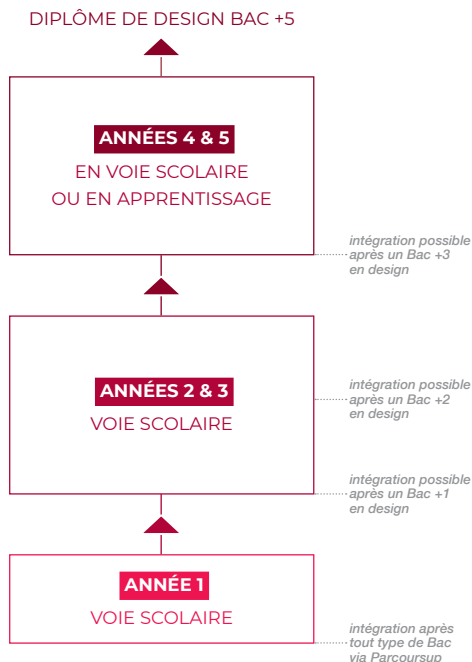 DIPLÔME DE DESIGN BAC +5
ANNÉES 4 & 5
EN VOIE SCOLAIRE
OU EN APPRENTISSAGE
intégration possible
après un Bac +3
en design
ANNÉES 2 & 3
VOIE SCOLAIRE
intégration possible
après un Bac +2
en design
intégration possible
après un Bac +1
en design
ANNÉE 1
VOIE SCOLAIRE
intégration après
tout type de Bac
via Parcoursup